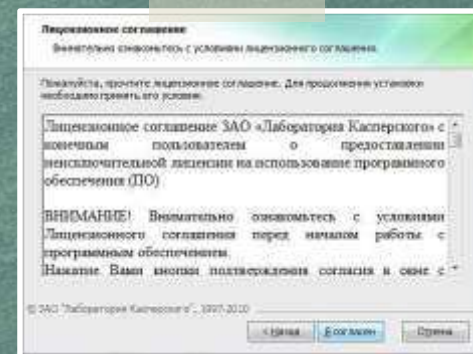 Лицензионное соглашение
Внимательно ознакомьтесь с условиями лицензионного соглашения.
Пожалуйста, прочтите лицензионное соглашение. Для продолжения установки
необходимо принять его условия.
Лицензионное соглашение ЗАО «Лаборатория Касперского» с
конечным пользователем о предоставлении
неисключительной лицензии на использование программного
обеспечения (ПО)
ВНИМАНИЕ! Внимательно ознакомьтесь с условиями
Лицензионного соглашения перед началом работы с
программным обеспечением.
Нажатие Вами кнопки подтверждения согласия в окне с
© ЗАО "Лаборатория Касперского", 1997-2010
< Назад Я согласен Отмена